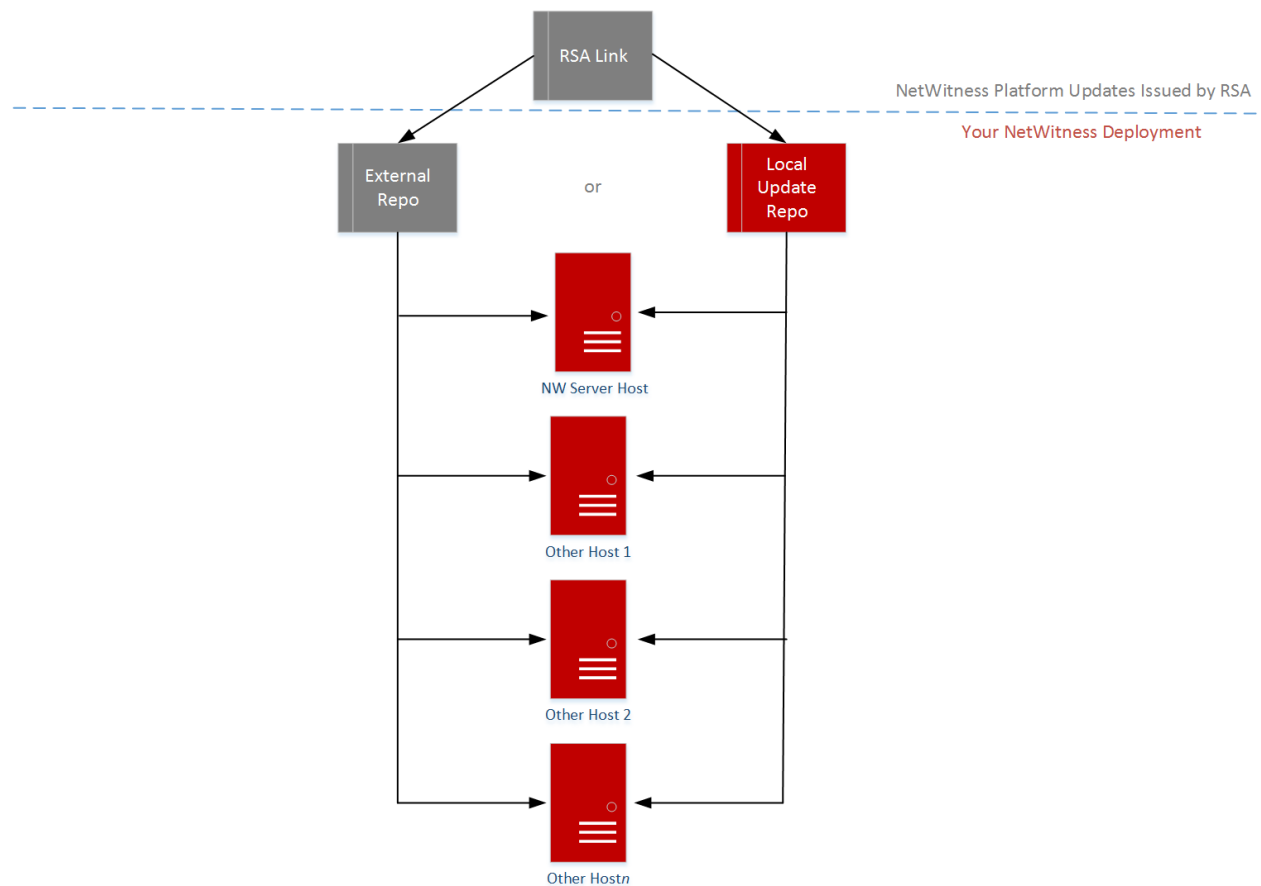 RSA Link
NetWitness Platform Updates Issued by RSA
Your NetWitness Deployment
External
Repo
or
Local
Update
Repo
NW Server Host
Other Host 1
Other Host 2
Other Hostn